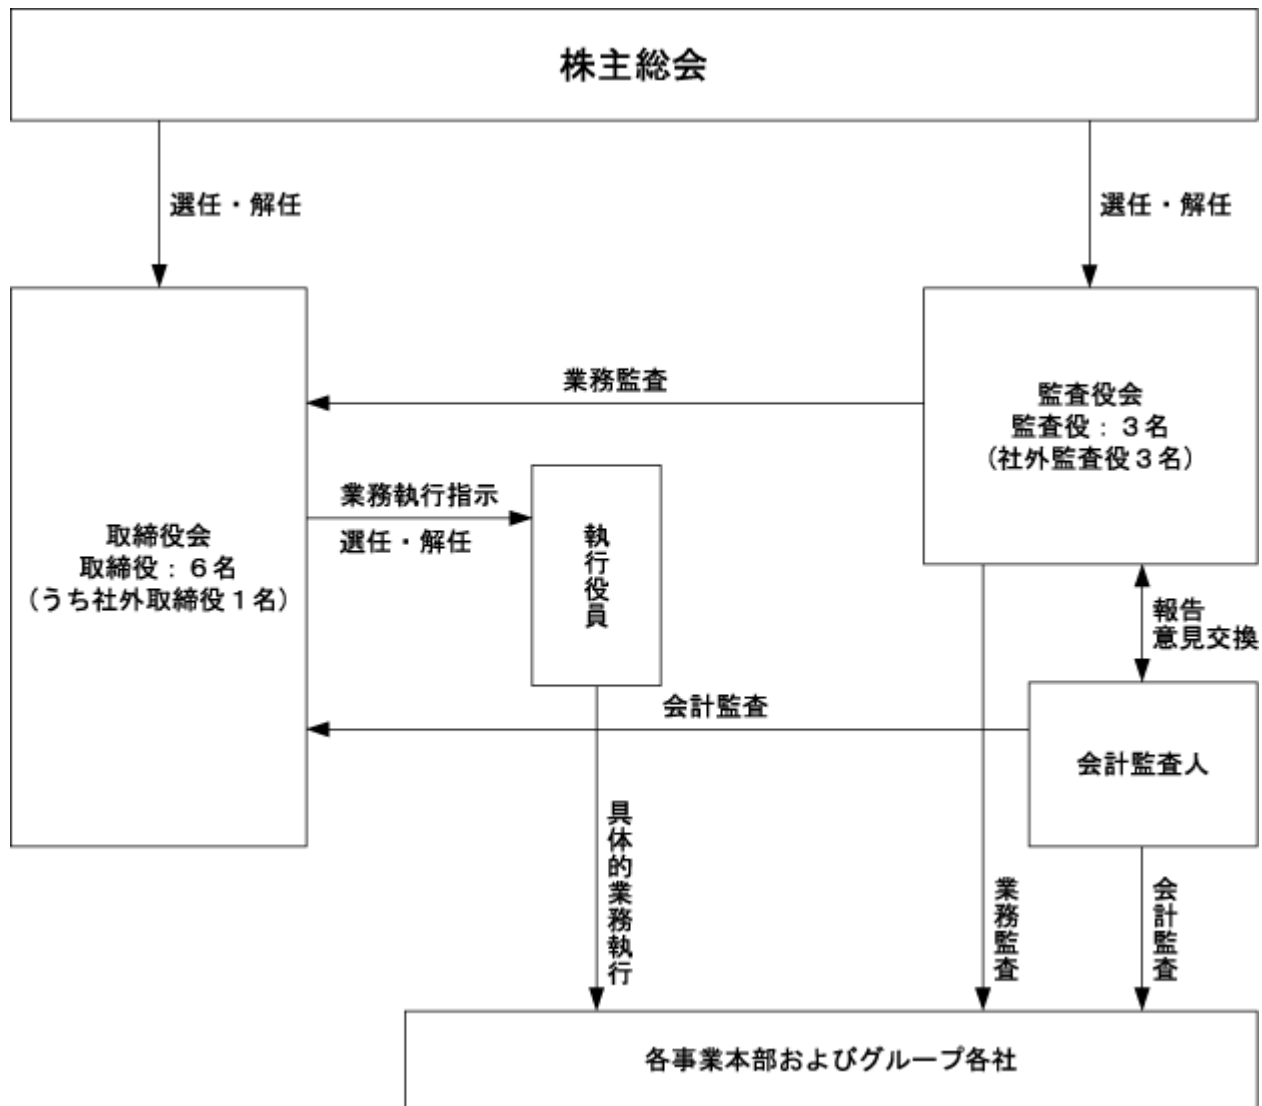 株主総会
選任・解任
選任・解任
業務監査
監査役会
監査役：３名
（社外監査役３名）
業務執行指示
選任・解任
取締役会
取締役：６名
（うち社外取締役１名）
執行役員
報告
意見交換
会計監査
会計監査人
具体的業務執行
業務監査
会計監査
各事業本部およびグループ各社